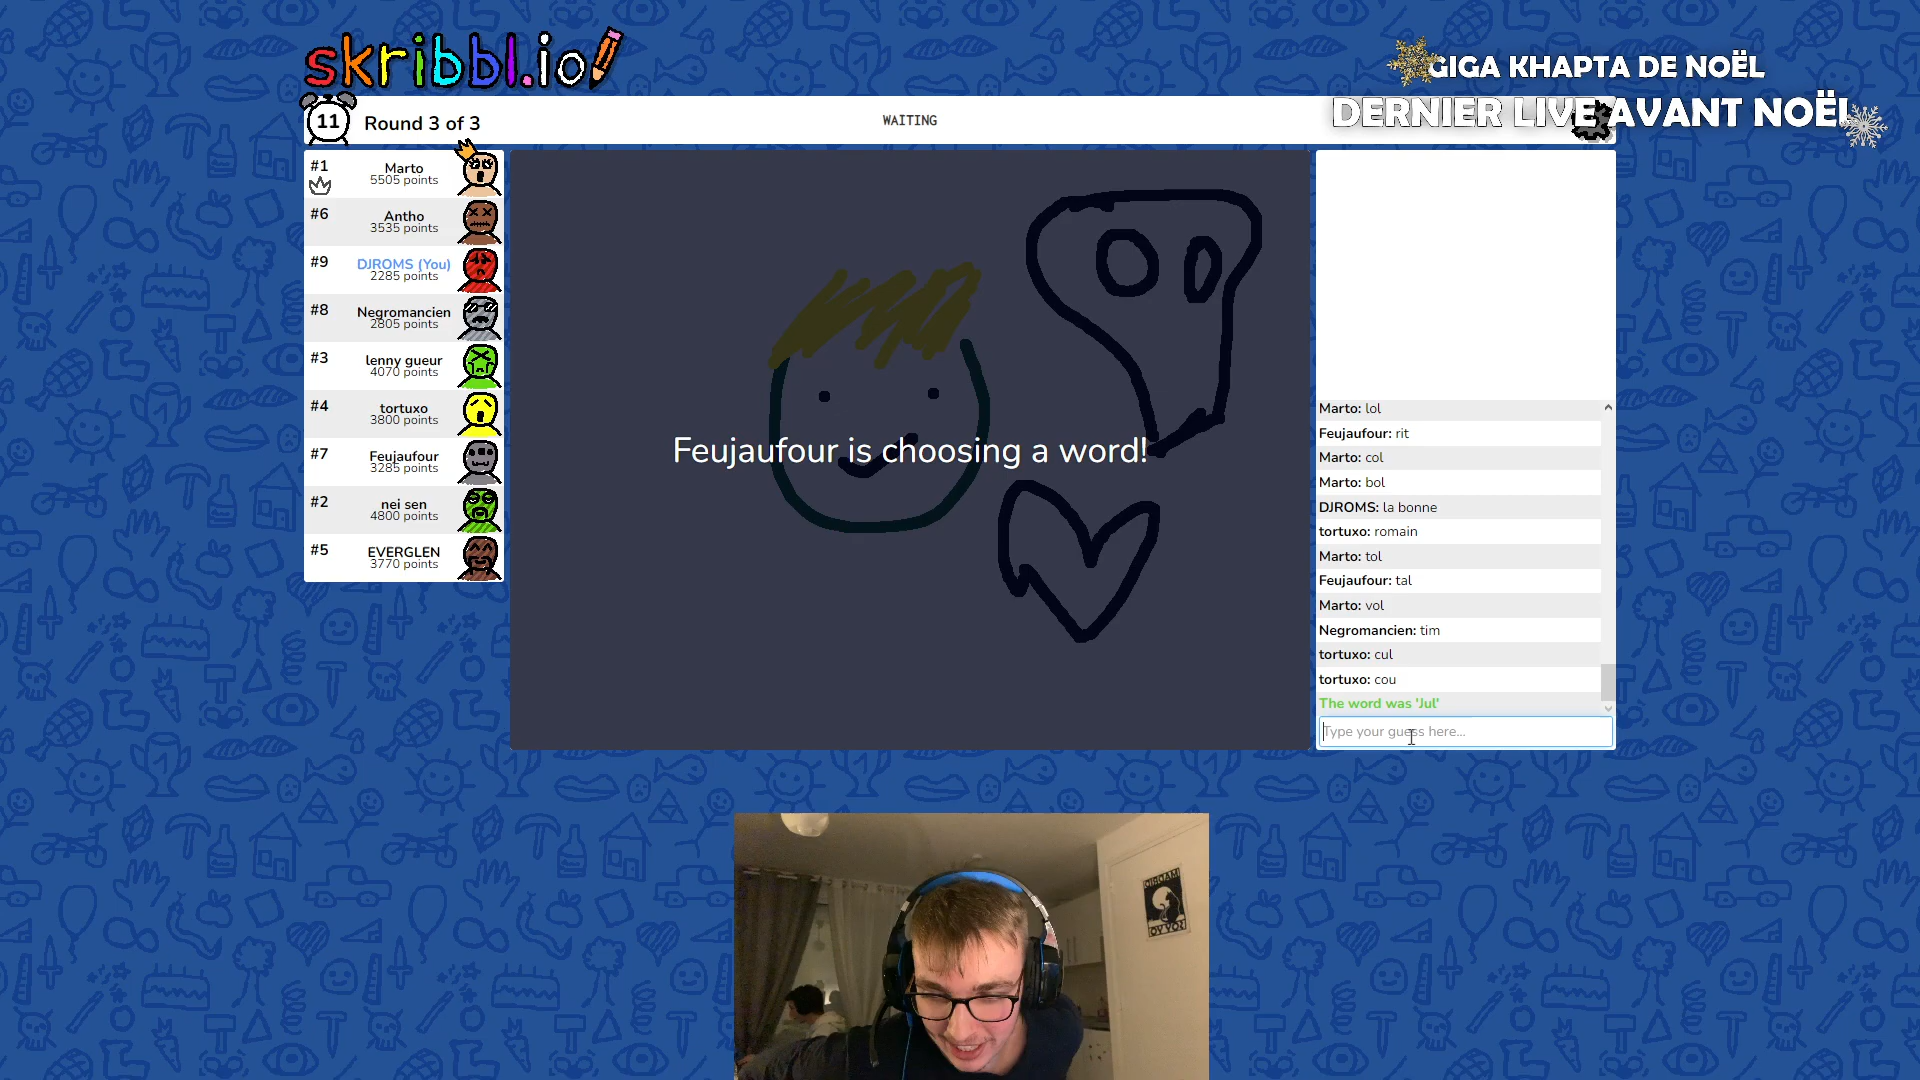 skribbl.io
GIGA KHAPTA DE NOËL
DERNIER LIVE AVANT NOËL
11
Round 3 of 3
WAITING
#1
Marto
5505 points
#6
Antho
3535 points
#9
DJROMS (You)
2285 points
#8
Negromancien
2805 points
#3
lenny gueur
4070 points
#4
tortuxo
3800 points
#7
Feujaufour
3285 points
#2
nei sen
4800 points
#5
EVERGLEN
3770 points
Feujaufour is choosing a word!
Marto: lol
Feujaufour: rit
Marto: col
Marto: bol
DJROMS: la bonne
tortuxo: romain
Marto: tol
Feujaufour: tal
Marto: vol
Negromancien: tim
tortuxo: cul
tortuxo: cou
The word was 'Jul'
Type your guess here...